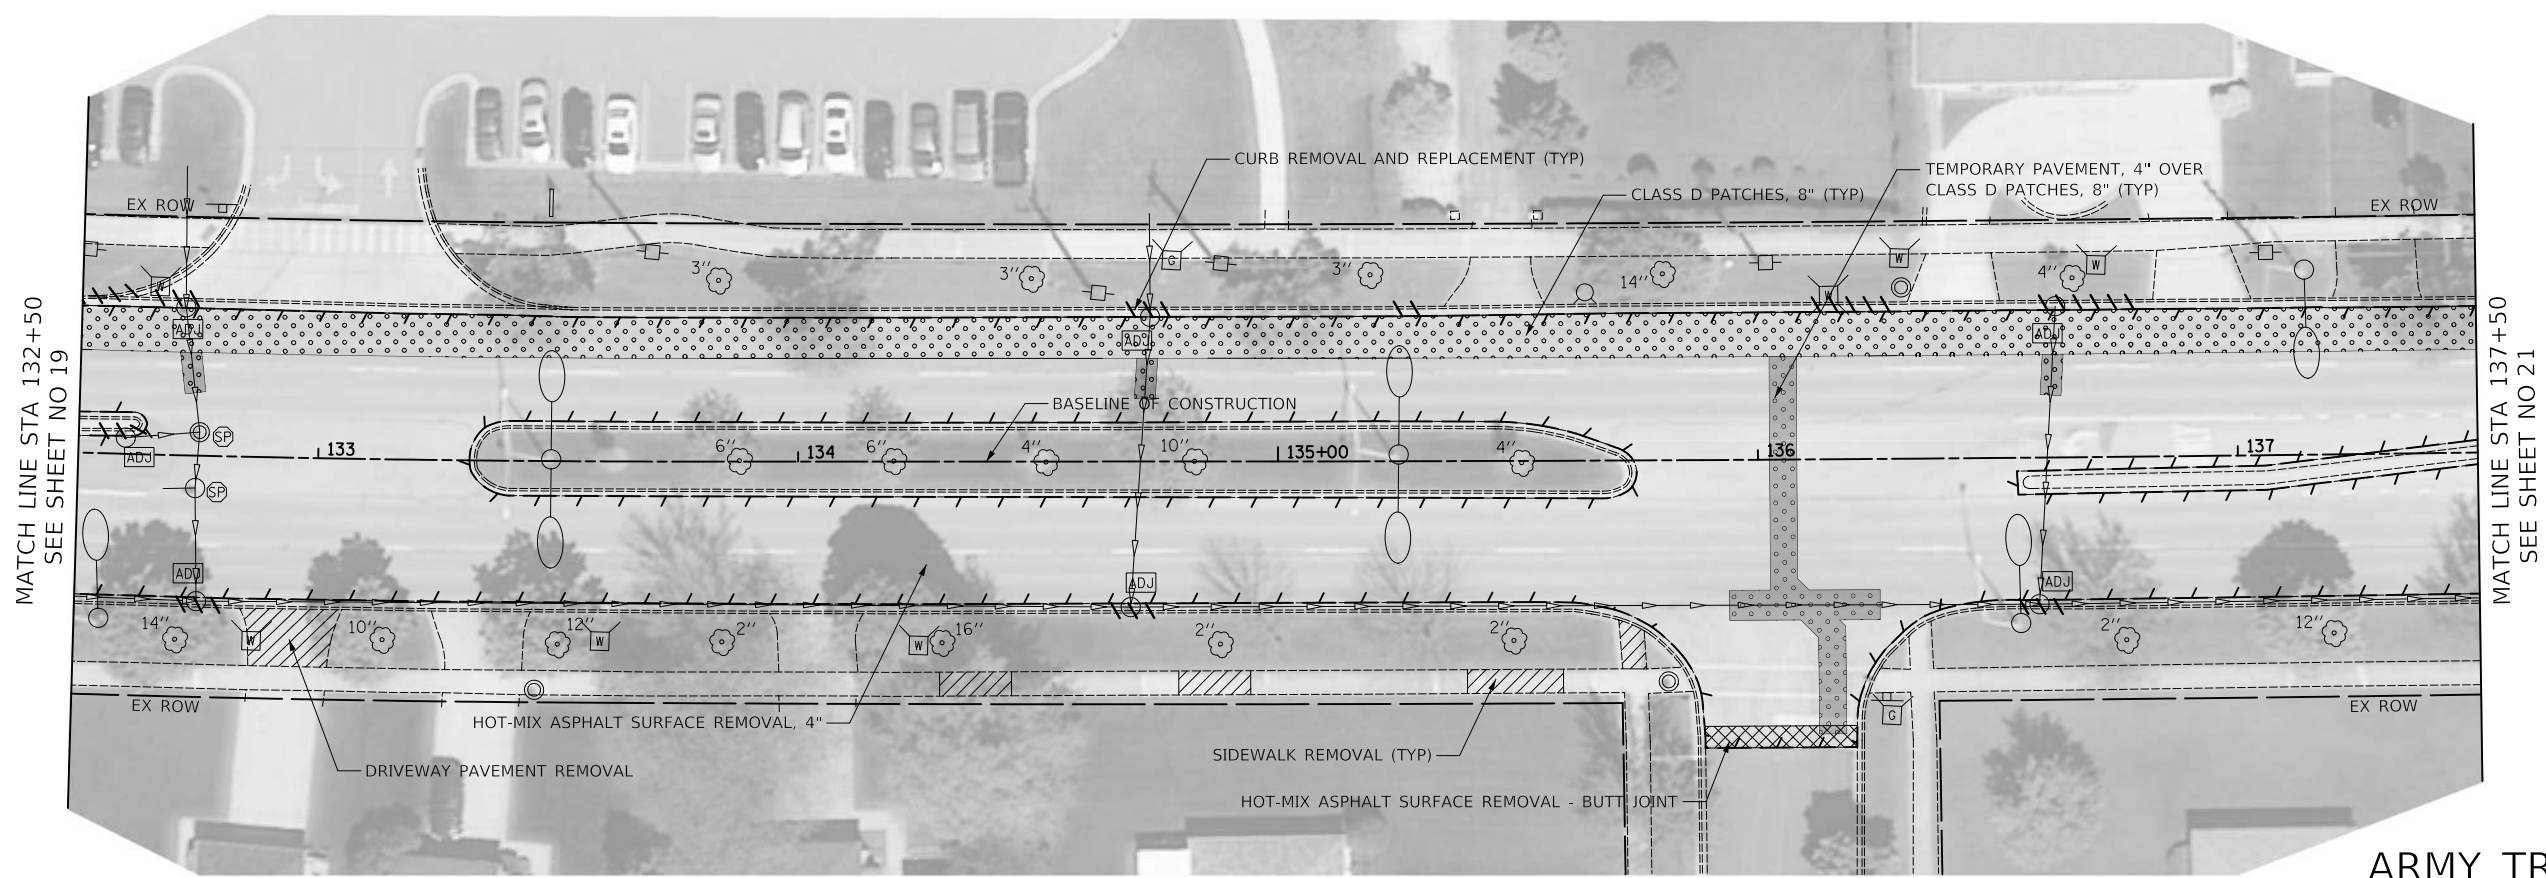 CURB REMOVAL AND REPLACEMENT (TYP)
TEMPORARY PAVEMENT, 4" OVER
CLASS D PATCHES, 8" (TYP)
CLASS D PATCHES, 8" (TYP)
EX ROW
EX ROW
W
G
W
W
3''
3''
3''
14''
4''
W
ADJ
ADJ
ADJ
MATCH LINE STA 132+50
SEE SHEET NO 19
MATCH LINE STA 137+50
SEE SHEET NO 21
BASELINE OF CONSTRUCTION
SP
ADJ
133
6''
134
6''
4''
10''
135+00
4''
136
137
SP
ADJ
ADJ
ADJ
14''
W
10''
12''
W
2''
W
16''
2''
2''
2''
12''
EX ROW
EX ROW
G
HOT-MIX ASPHALT SURFACE REMOVAL, 4"
SIDEWALK REMOVAL (TYP)
DRIVEWAY PAVEMENT REMOVAL
HOT-MIX ASPHALT SURFACE REMOVAL - BUTT JOINT
ARMY TR